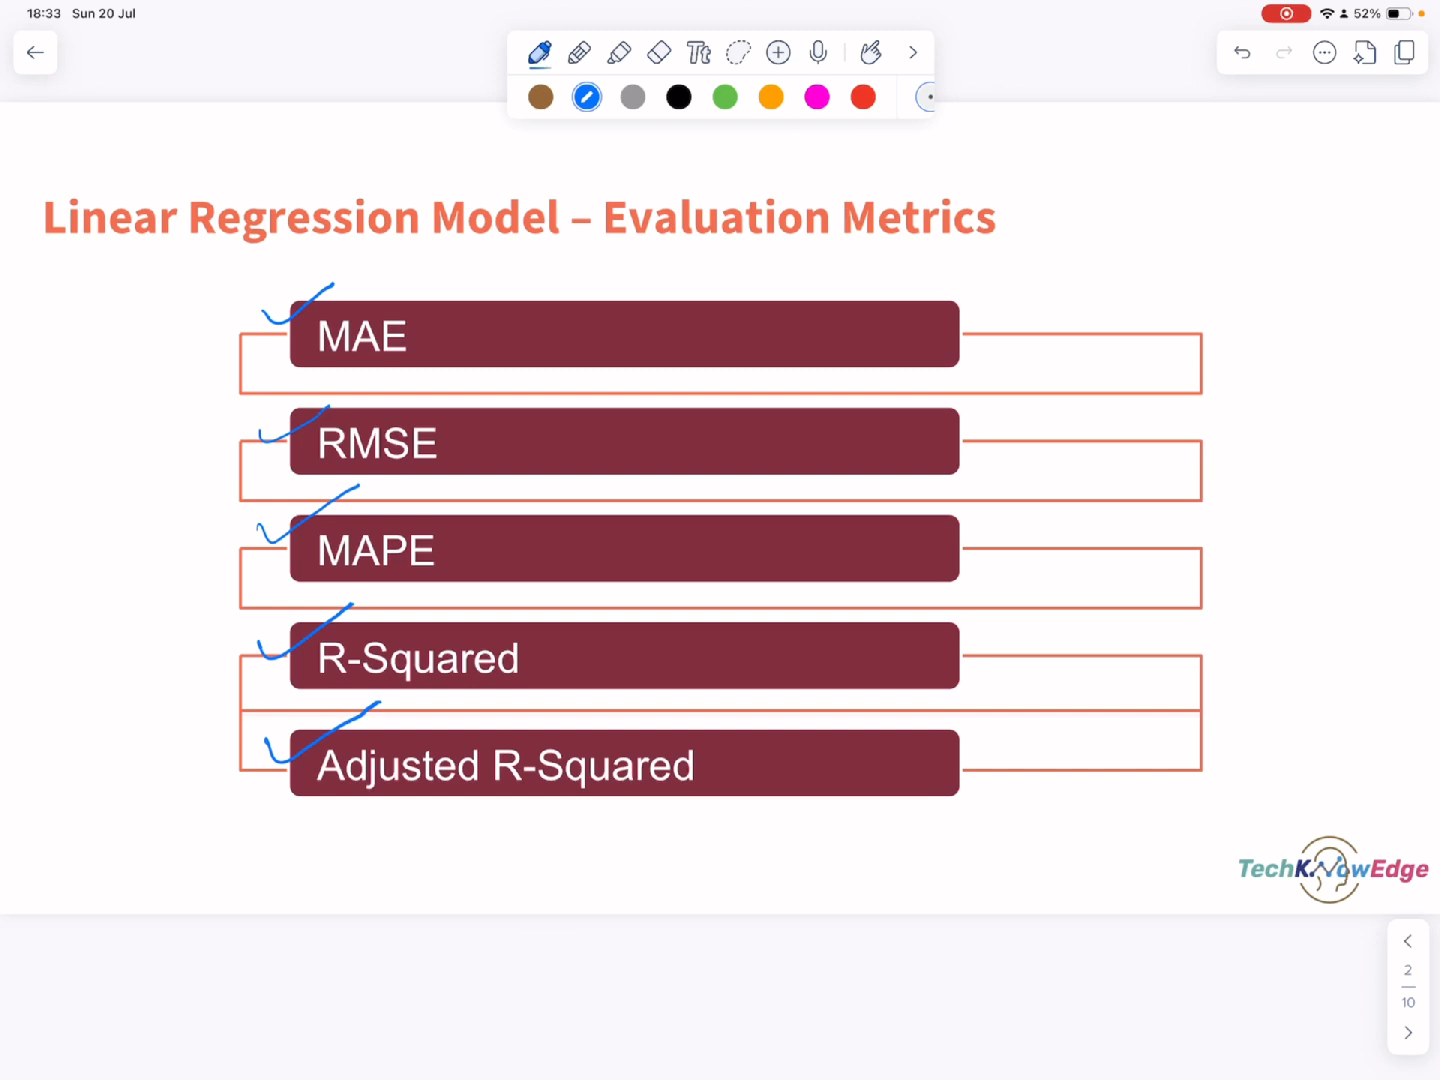 18:33 Sun 20 Jul
52%
Tt
Linear Regression Model – Evaluation Metrics
MAE
RMSE
MAPE
R-Squared
Adjusted R-Squared
TechKnowEdge
2
10